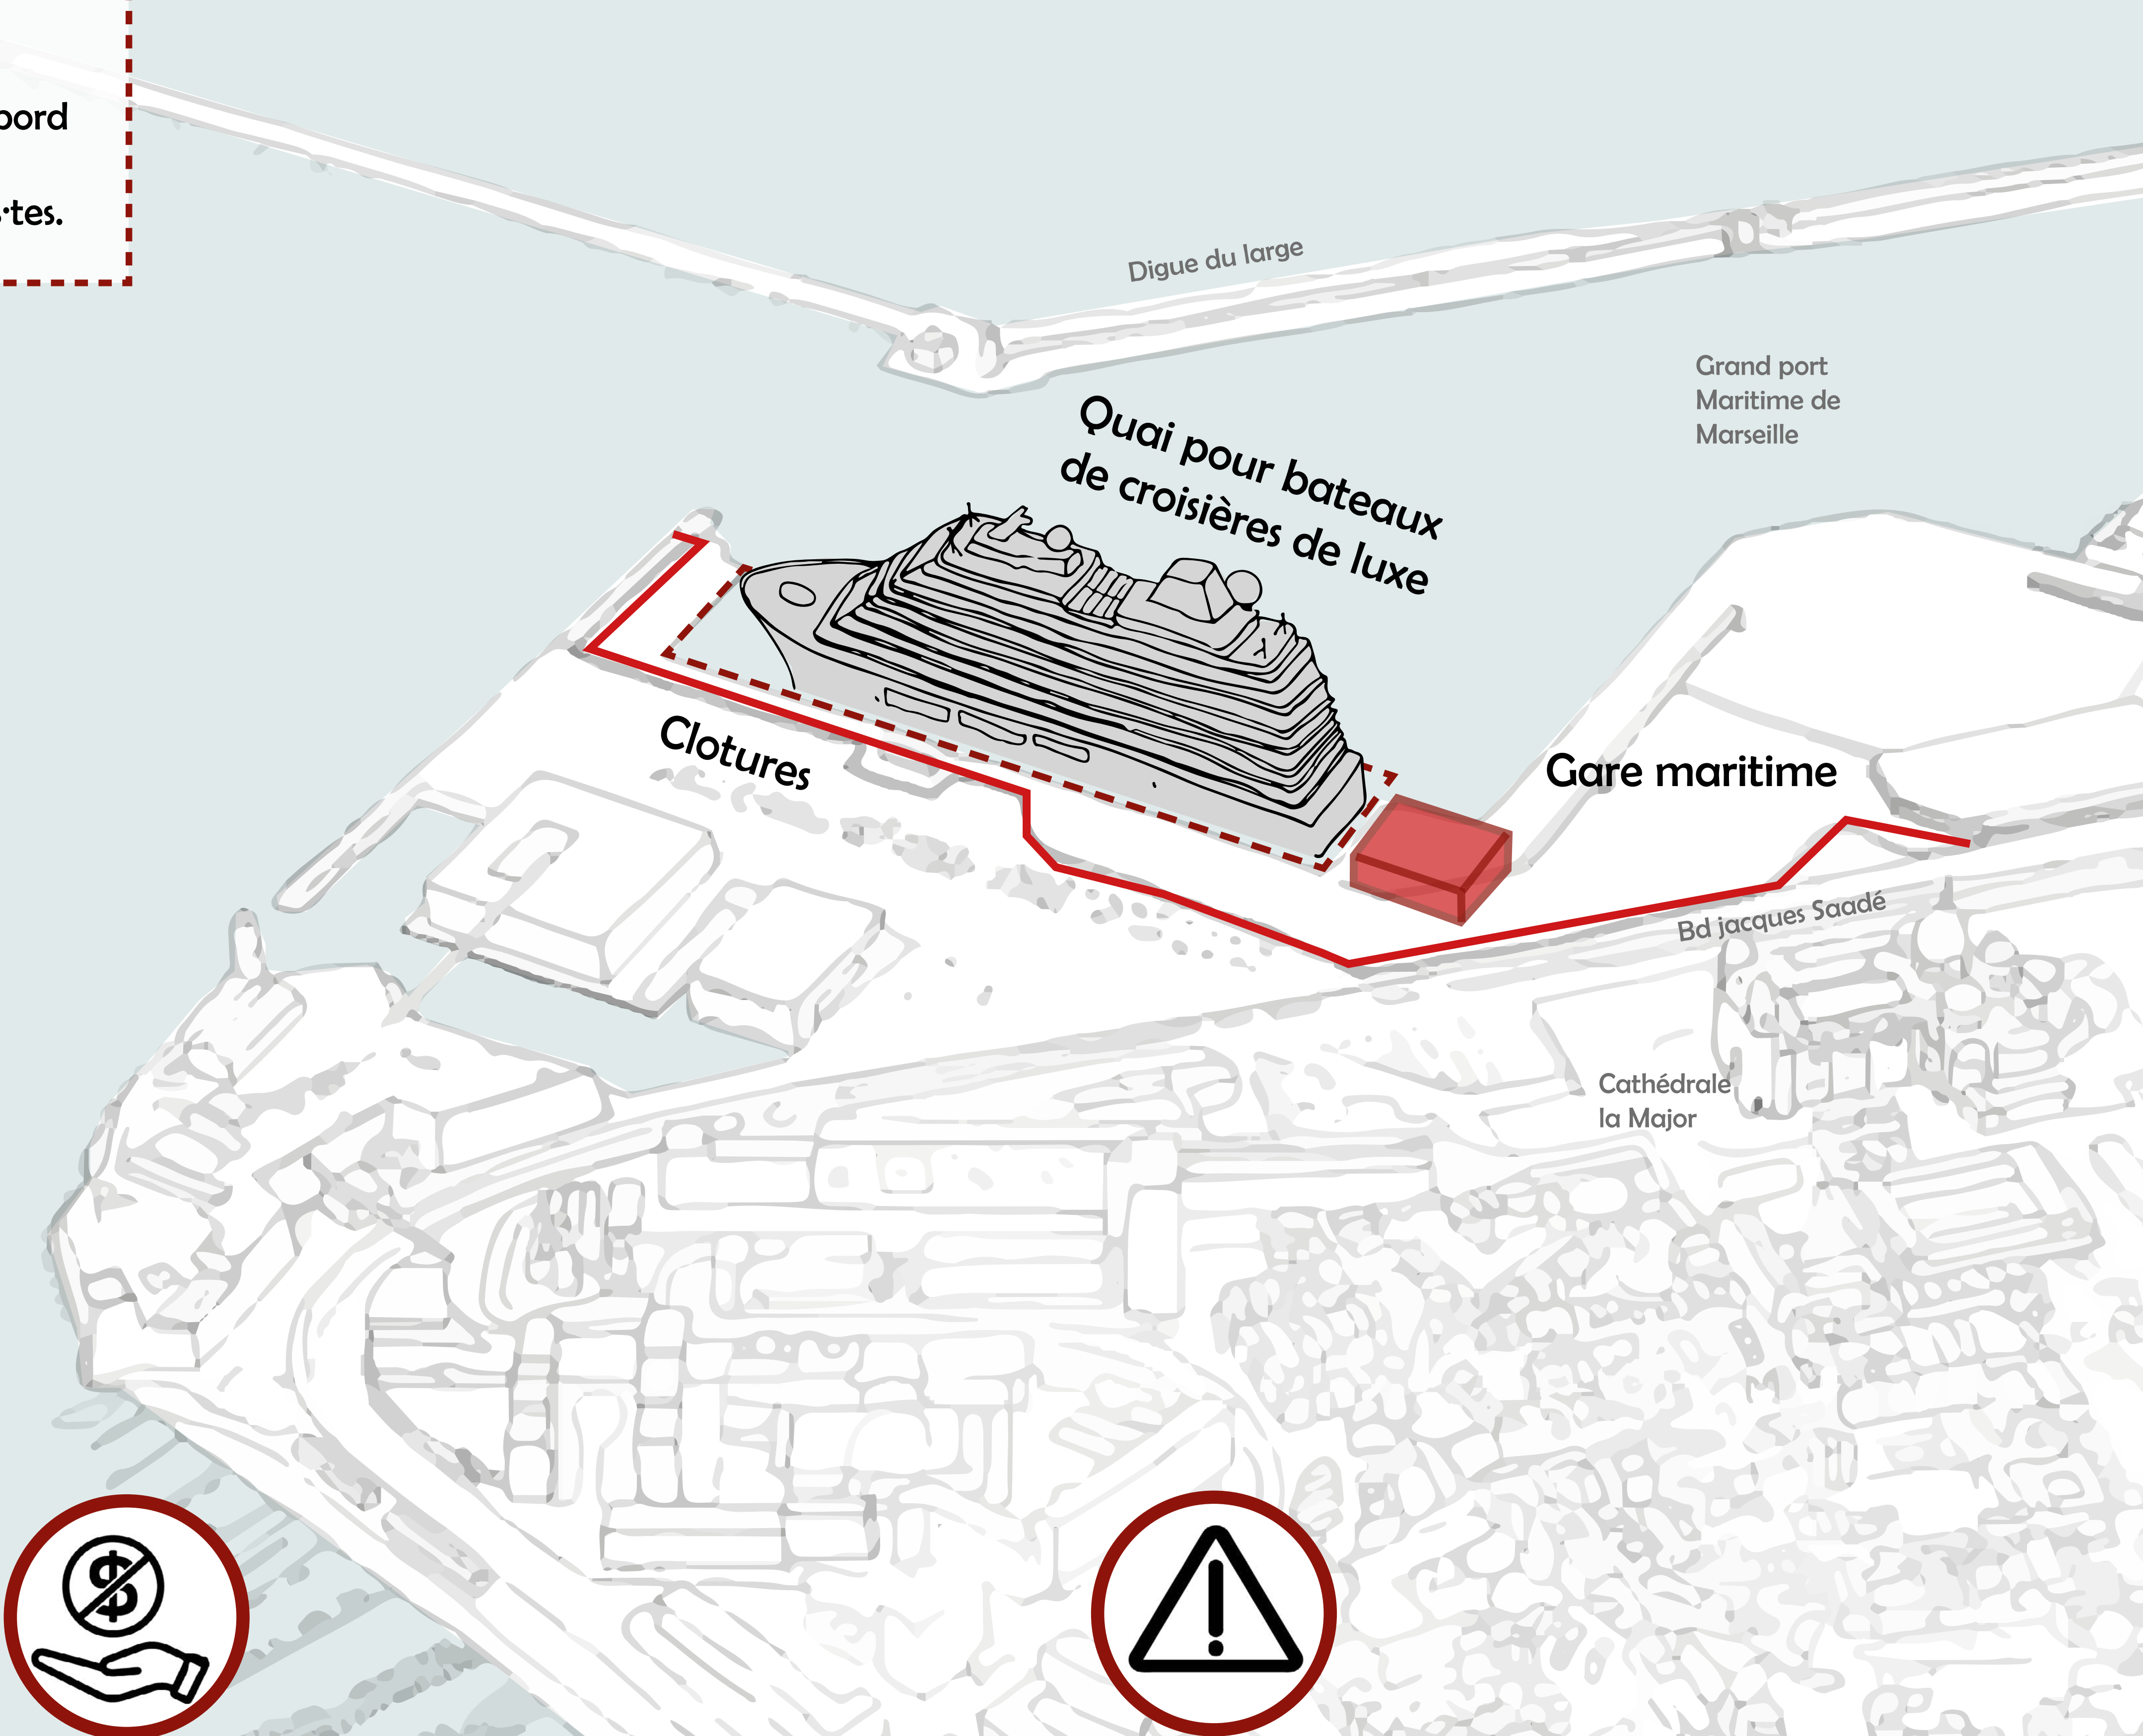 bord
·tes.
Digue du large
Grand port
Maritime de
Marseille
Quai pour bateaux
de croisières de luxe
Clotures
Gare maritime
Bd jacques Saadé
Cathédrale
la Major